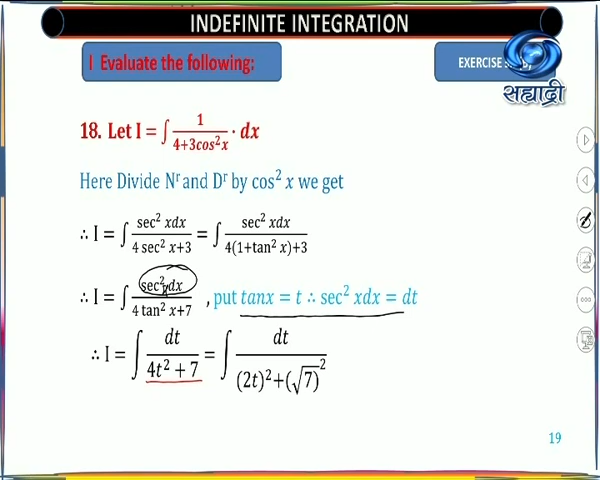 INDEFINITE INTEGRATION
I Evaluate the following:
EXERCISE
सह्याद्री
18. Let I = ∫ 1/(4+3cos²x) · dx
Here Divide Nʳ and Dʳ by cos² x we get
∴ I = ∫ sec² xdx/(4 sec² x+3) = ∫ sec² xdx/(4(1+tan² x)+3)
∴ I = ∫ sec² xdx/(4 tan² x+7) , put tanx = t ∴ sec² xdx = dt
∴ I = ∫ dt/(4t² + 7) = ∫ dt/((2t)²+(√7)²)
19